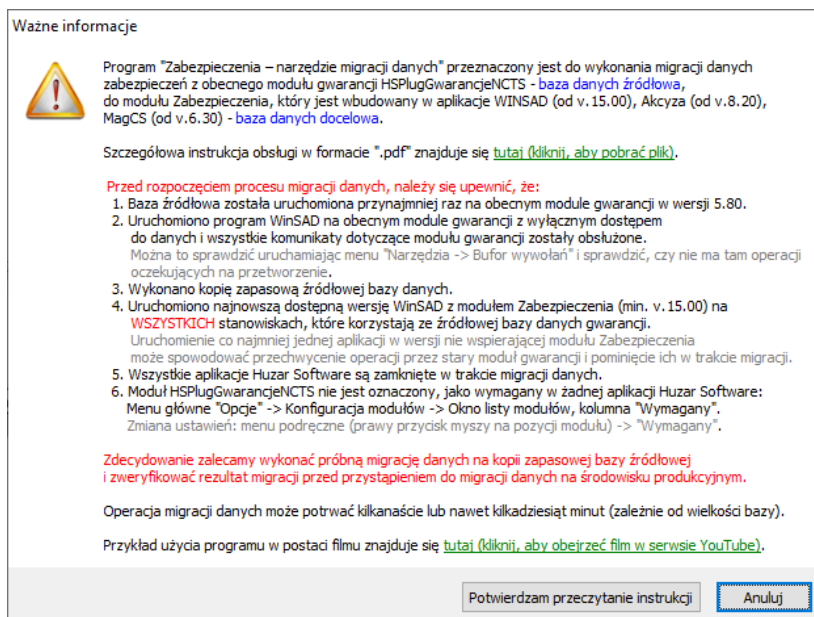 Ważne informacje
Program "Zabezpieczenia – narzędzie migracji danych" przeznaczony jest do wykonania migracji danych
zabezpieczeń z obecnego modułu gwarancji HSPlugGwarancjeNCTS - baza danych źródłowa,
do modułu Zabezpieczenia, który jest wbudowany w aplikacje WINSAD (od v.15.00), Akcyza (od v.8.20),
MagCS (od v.6.30) - baza danych docelowa.
Szczegółowa instrukcja obsługi w formacie ".pdf" znajduje się tutaj (kliknij, aby pobrać plik).
Przed rozpoczęciem procesu migracji danych, należy się upewnić, że:
1. Baza źródłowa została uruchomiona przynajmniej raz na obecnym module gwarancji w wersji 5.80.
2. Uruchomiono program WinSAD na obecnym module gwarancji z wyłącznym dostępem
do danych i wszystkie komunikaty dotyczące modułu gwarancji zostały obsłużone.
Można to sprawdzić uruchamiając menu "Narzędzia -> Bufor wywołań" i sprawdzić, czy nie ma tam operacji
oczekujących na przetworzenie.
3. Wykonano kopię zapasową źródłowej bazy danych.
4. Uruchomiono najnowszą dostępną wersję WinSAD z modułem Zabezpieczenia (min. v.15.00) na
WSZYSTKICH stanowiskach, które korzystają ze źródłowej bazy danych gwarancji.
Uruchomienie co najmniej jednej aplikacji w wersji nie wspierającej modułu Zabezpieczenia
może spowodować przechwycenie operacji przez stary moduł gwarancji i pominięcie ich w trakcie migracji.
5. Wszystkie aplikacje Huzar Software są zamknięte w trakcie migracji danych.
6. Moduł HSPlugGwarancjeNCTS nie jest oznaczony, jako wymagany w żadnej aplikacji Huzar Software:
Menu główne "Opcje" -> Konfiguracja modułów -> Okno listy modułów, kolumna "Wymagany".
Zmiana ustawień: menu podręczne (prawy przycisk myszy na pozycji modułu) -> "Wymagany".
Zdecydowanie zalecamy wykonać próbną migrację danych na kopii zapasowej bazy źródłowej
i zweryfikować rezultat migracji przed przystąpieniem do migracji danych na środowisku produkcyjnym.
Operacja migracji danych może potrwać kilkanaście lub nawet kilkadziesiąt minut (zależnie od wielkości bazy).
Przykład użycia programu w postaci filmu znajduje się tutaj (kliknij, aby obejrzeć film w serwsie YouTube).
Potwierdzam przeczytanie instrukcji
Anuluj